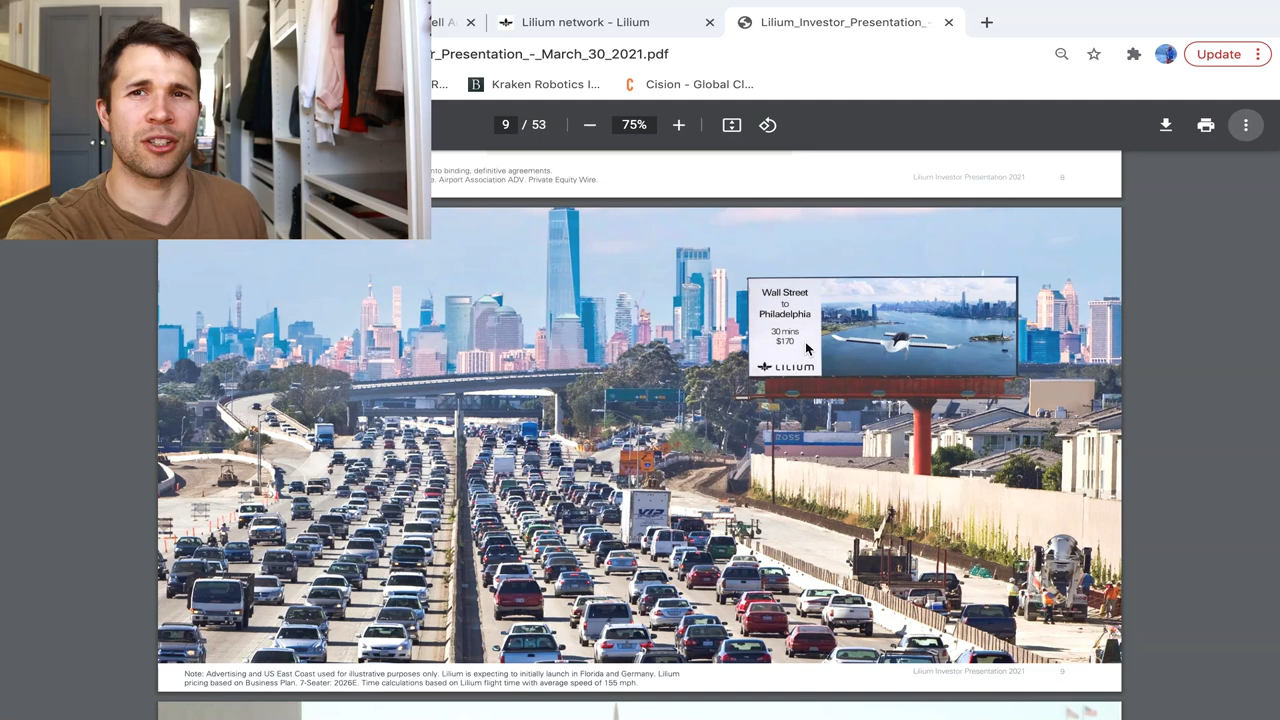 ell A
Lilium network - Lilium
Lilium_Investor_Presentation_-
r_Presentation_-_March_30_2021.pdf
Update
R...
B
Kraken Robotics I...
Cision - Global Cl...
9 / 53
75%
nto binding, definitive agreements.
e. Airport Association ADV. Private Equity Wire.
Lilium Investor Presentation 2021
8
Wall Street
to
Philadelphia
30 mins
$170
LILIUM
ROSS
VIP
Note: Advertising and US East Coast used for illustrative purposes only. Lilium is expecting to initially launch in Florida and Germany. Lilium
pricing based on Business Plan. 7-Seater: 2026E. Time calculations based on Lilium flight time with average speed of 155 mph.
Lilium Investor Presentation 2021
9